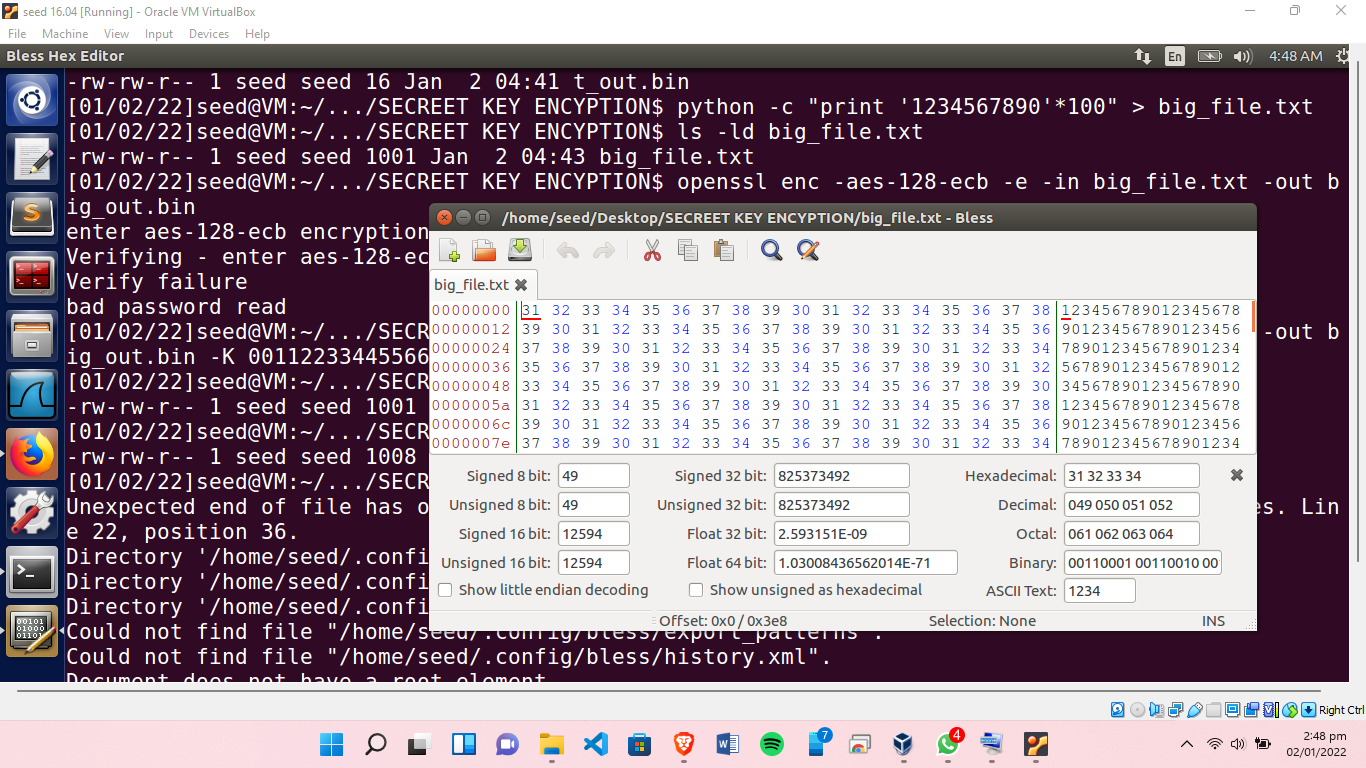 seed 16.04 [Running] - Oracle VM VirtualBox
File Machine View Input Devices Help
Bless Hex Editor
En
4:48 AM
-rw-rw-r-- 1 seed seed 16 Jan  2 04:41 t_out.bin
[01/02/22]seed@VM:~/.../SECREET KEY ENCYPTION$ python -c "print '1234567890'*100" > big_file.txt
[01/02/22]seed@VM:~/.../SECREET KEY ENCYPTION$ ls -ld big_file.txt
-rw-rw-r-- 1 seed seed 1001 Jan  2 04:43 big_file.txt
[01/02/22]seed@VM:~/.../SECREET KEY ENCYPTION$ openssl enc -aes-128-ecb -e -in big_file.txt -out b
ig_out.bin
enter aes-128-ecb encryption
Verifying - enter aes-128-ec
Verify failure
bad password read
[01/02/22]seed@VM:~/.../SECR -out b
ig_out.bin -K 00112233445566
[01/02/22]seed@VM:~/.../SECR
-rw-rw-r-- 1 seed seed 1001
[01/02/22]seed@VM:~/.../SECR
-rw-rw-r-- 1 seed seed 1008
[01/02/22]seed@VM:~/.../SECR
Unexpected end of file has o es. Lin
e 22, position 36.
Directory '/home/seed/.confi
Directory '/home/seed/.confi
Directory '/home/seed/.confi
Could not find file "/home/seed/.config/bless/export_patterns".
Could not find file "/home/seed/.config/bless/history.xml".
Document does not have a root element
/home/seed/Desktop/SECREET KEY ENCYPTION/big_file.txt - Bless
big_file.txt
00000000 31 32 33 34 35 36 37 38 39 30 31 32 33 34 35 36 37 38 123456789012345678
00000012 39 30 31 32 33 34 35 36 37 38 39 30 31 32 33 34 35 36 901234567890123456
00000024 37 38 39 30 31 32 33 34 35 36 37 38 39 30 31 32 33 34 789012345678901234
00000036 35 36 37 38 39 30 31 32 33 34 35 36 37 38 39 30 31 32 567890123456789012
00000048 33 34 35 36 37 38 39 30 31 32 33 34 35 36 37 38 39 30 345678901234567890
0000005a 31 32 33 34 35 36 37 38 39 30 31 32 33 34 35 36 37 38 123456789012345678
0000006c 39 30 31 32 33 34 35 36 37 38 39 30 31 32 33 34 35 36 901234567890123456
0000007e 37 38 39 30 31 32 33 34 35 36 37 38 39 30 31 32 33 34 789012345678901234
Signed 8 bit: 49 Signed 32 bit: 825373492 Hexadecimal: 31 32 33 34
Unsigned 8 bit: 49 Unsigned 32 bit: 825373492 Decimal: 049 050 051 052
Signed 16 bit: 12594 Float 32 bit: 2.593151E-09 Octal: 061 062 063 064
Unsigned 16 bit: 12594 Float 64 bit: 1.03008436562014E-71 Binary: 00110001 00110010 00
Show little endian decoding Show unsigned as hexadecimal ASCII Text: 1234
Offset: 0x0 / 0x3e8 Selection: None INS
Right Ctrl
7
4
2:48 pm
02/01/2022